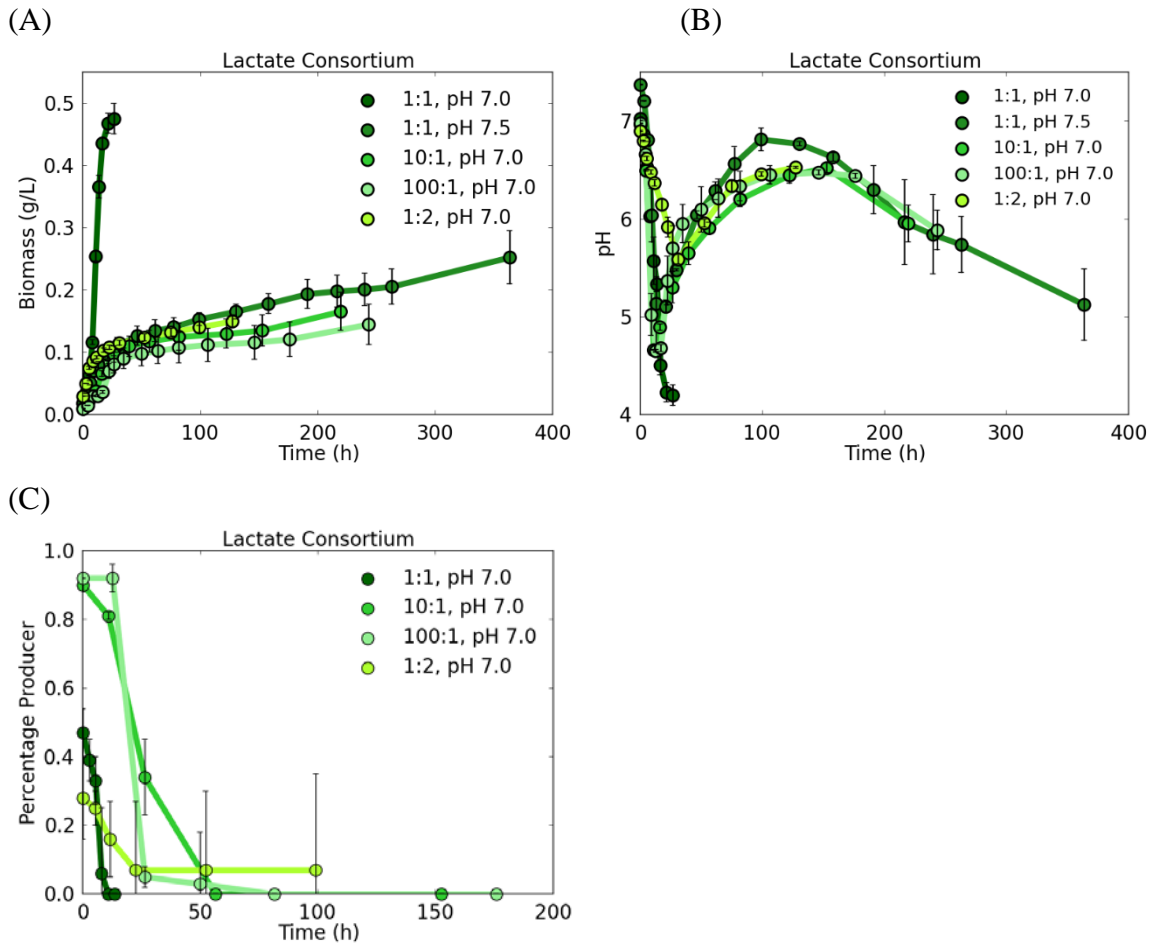 (A)
(B)
Lactate Consortium
Biomass (g/L)
0.5
0.4
0.3
0.2
0.1
0.0
0
100
200
300
400
Time (h)
1:1, pH 7.0
1:1, pH 7.5
10:1, pH 7.0
100:1, pH 7.0
1:2, pH 7.0
Lactate Consortium
pH
7
6
5
4
0
100
200
300
400
Time (h)
1:1, pH 7.0
1:1, pH 7.5
10:1, pH 7.0
100:1, pH 7.0
1:2, pH 7.0
(C)
Lactate Consortium
Percentage Producer
1.0
0.8
0.6
0.4
0.2
0.0
0
50
100
150
200
Time (h)
1:1, pH 7.0
10:1, pH 7.0
100:1, pH 7.0
1:2, pH 7.0